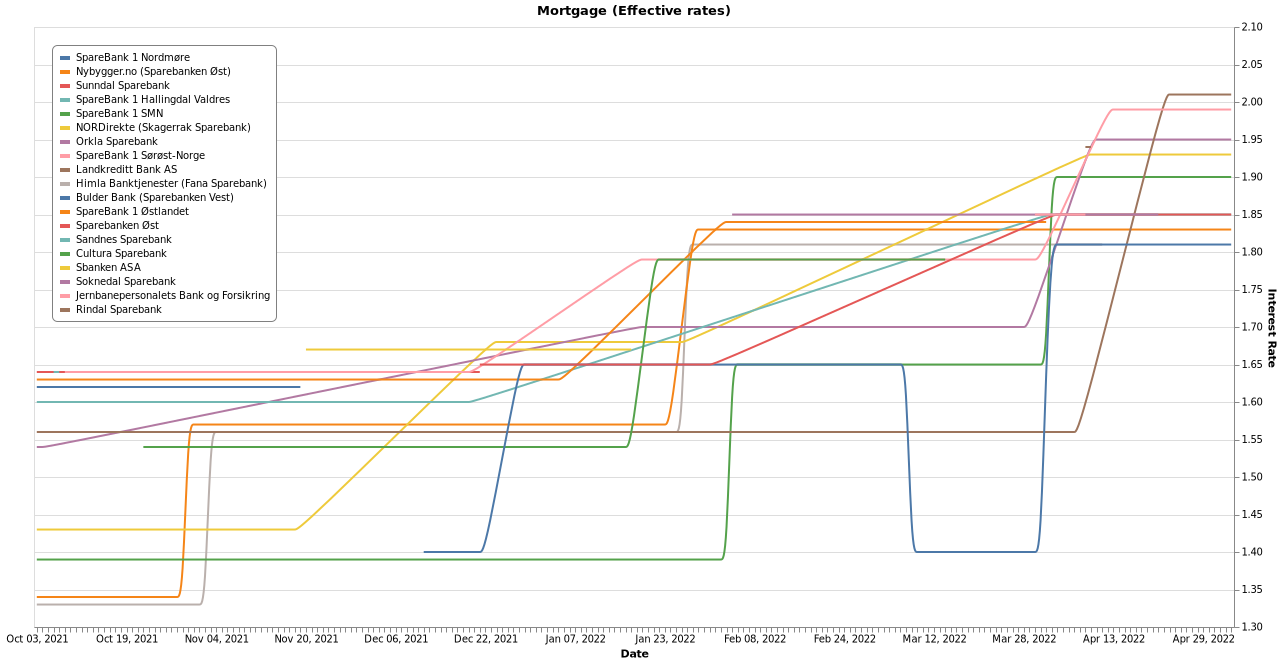 Mortgage (Effective rates)
SpareBank 1 Nordmøre
Nybygger.no (Sparebanken Øst)
Sunndal Sparebank
SpareBank 1 Hallingdal Valdres
SpareBank 1 SMN
NORDirekte (Skagerrak Sparebank)
Orkla Sparebank
SpareBank 1 Sørøst-Norge
Landkreditt Bank AS
Himla Banktjenester (Fana Sparebank)
Bulder Bank (Sparebanken Vest)
SpareBank 1 Østlandet
Sparebanken Øst
Sandnes Sparebank
Cultura Sparebank
Sbanken ASA
Soknedal Sparebank
Jernbanepersonalets Bank og Forsikring
Rindal Sparebank
2.10
2.05
2.00
1.95
1.90
1.85
1.80
1.75
1.70
1.65
1.60
1.55
1.50
1.45
1.40
1.35
1.30
Interest Rate
Oct 03, 2021 Oct 19, 2021 Nov 04, 2021 Nov 20, 2021 Dec 06, 2021 Dec 22, 2021 Jan 07, 2022 Jan 23, 2022 Feb 08, 2022 Feb 24, 2022 Mar 12, 2022 Mar 28, 2022 Apr 13, 2022 Apr 29, 2022
Date